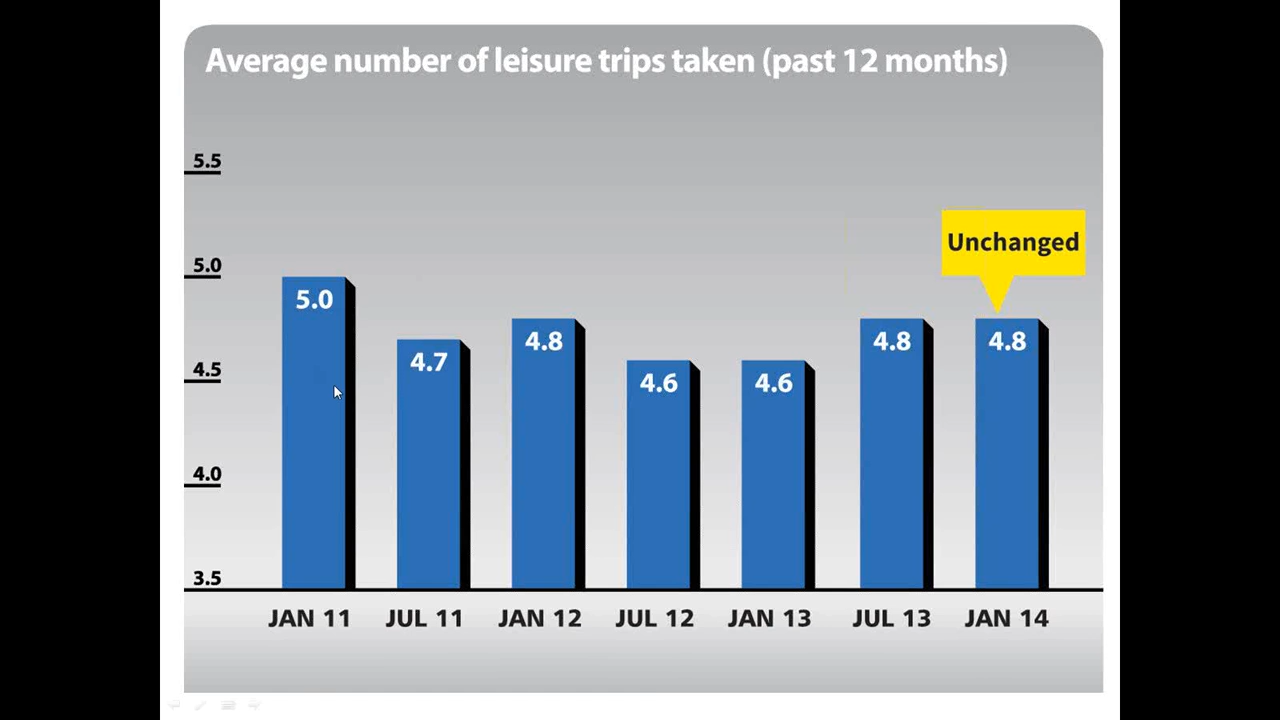 Average number of leisure trips taken (past 12 months)
5.5
5.0
4.5
4.0
3.5
Unchanged
5.0
4.7
4.8
4.6
4.6
4.8
4.8
JAN 11
JUL 11
JAN 12
JUL 12
JAN 13
JUL 13
JAN 14